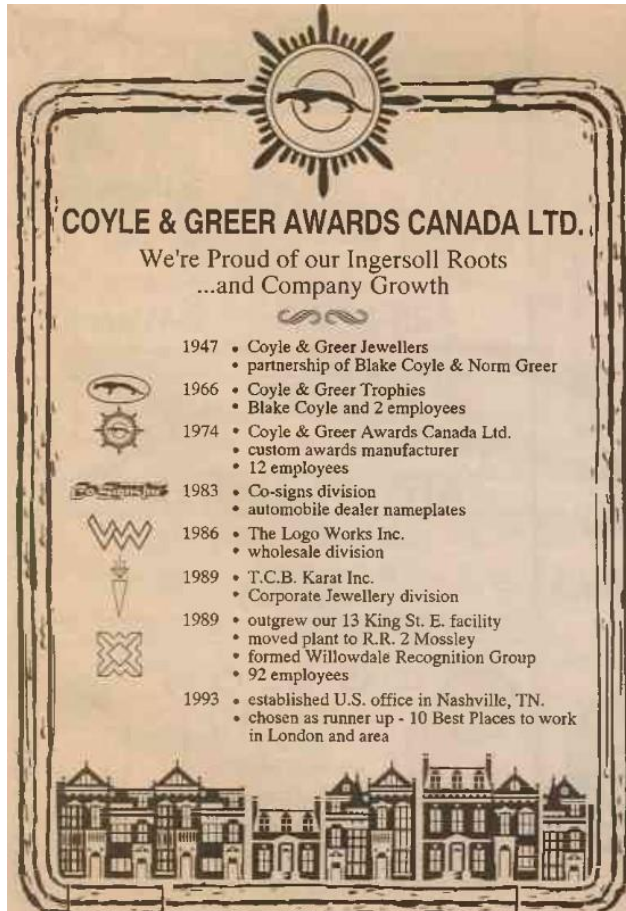 COYLE & GREER AWARDS CANADA LTD.
We're Proud of our Ingersoll Roots
...and Company Growth
1947 • Coyle & Greer Jewellers
• partnership of Blake Coyle & Norm Greer
1966 • Coyle & Greer Trophies
• Blake Coyle and 2 employees
1974 • Coyle & Greer Awards Canada Ltd.
• custom awards manufacturer
• 12 employees
Co-Signs Inc. 1983 • Co-signs division
• automobile dealer nameplates
1986 • The Logo Works Inc.
• wholesale division
1989 • T.C.B. Karat Inc.
• Corporate Jewellery division
1989 • outgrew our 13 King St. E. facility
• moved plant to R.R. 2 Mossley
• formed Willowdale Recognition Group
• 92 employees
1993 • established U.S. office in Nashville, TN.
• chosen as runner up - 10 Best Places to work
in London and area